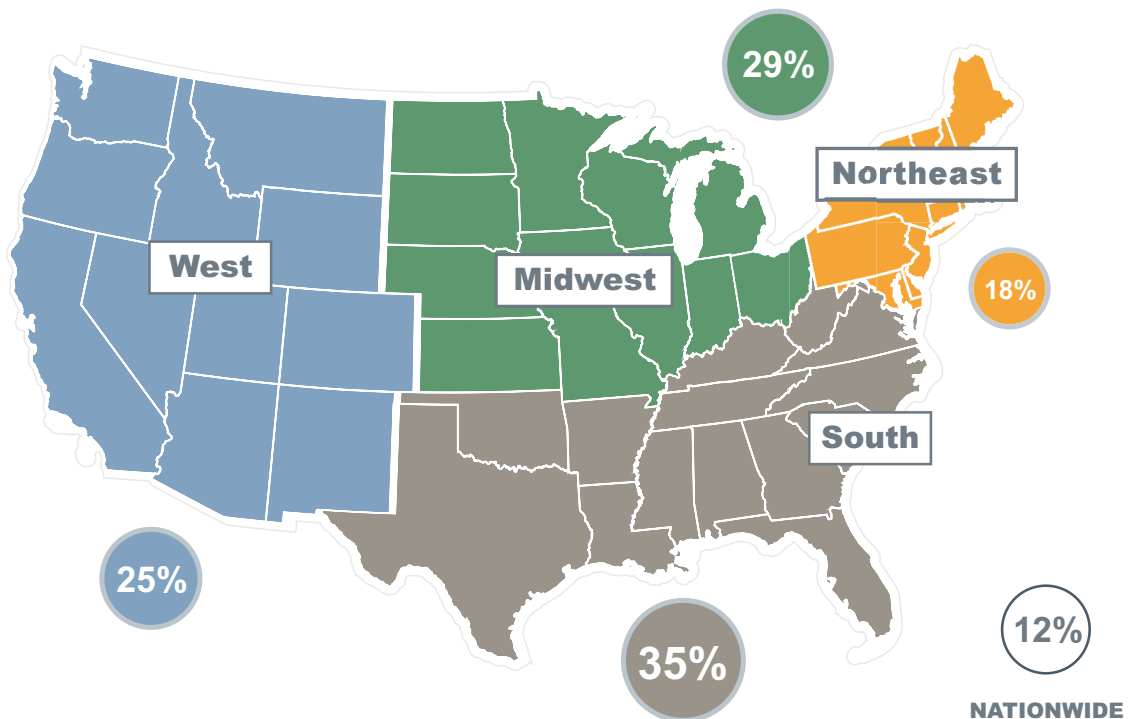 29%
Northeast
West
Midwest
18%
South
25%
12%
35%
NATIONWIDE